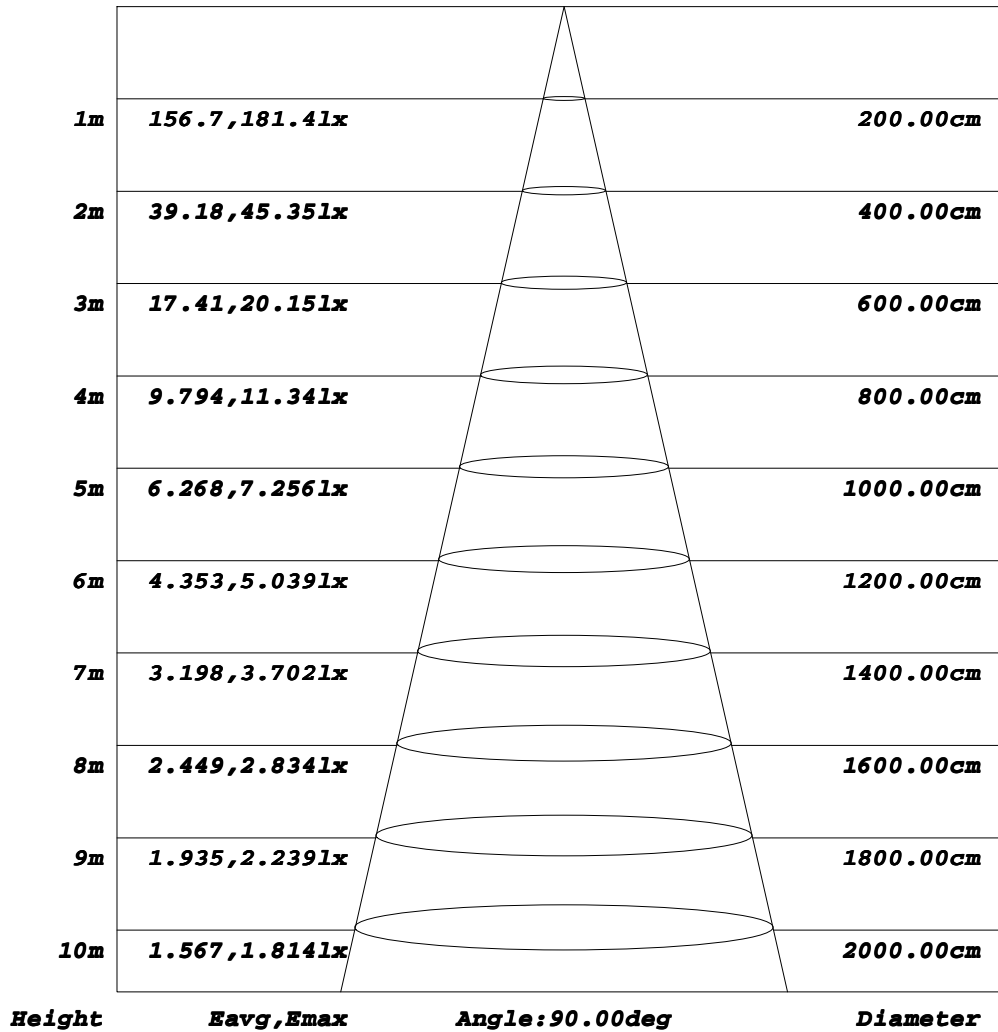 1m 156.7,181.4lx 200.00cm
2m 39.18,45.35lx 400.00cm
3m 17.41,20.15lx 600.00cm
4m 9.794,11.34lx 800.00cm
5m 6.268,7.256lx 1000.00cm
6m 4.353,5.039lx 1200.00cm
7m 3.198,3.702lx 1400.00cm
8m 2.449,2.834lx 1600.00cm
9m 1.935,2.239lx 1800.00cm
10m 1.567,1.814lx 2000.00cm
Height Eavg,Emax Angle:90.00deg Diameter